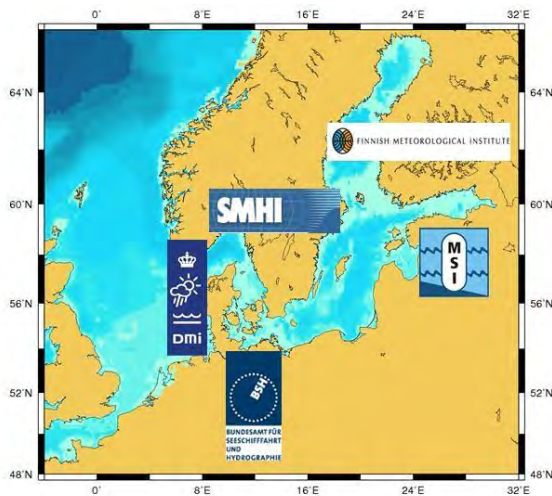 0° 8°E 16°E 24°E 32°E
64°N 64°N
FINNISH METEOROLOGICAL INSTITUTE
60°N 60°N
SMHI
M
S
I
56°N 56°N
DMi
BSH
52°N 52°N
BUNDESAMT FÜR
SEESCHIFFFAHRT
UND
HYDROGRAPHIE
48°N 48°N
0° 8°E 16°E 24°E 32°E